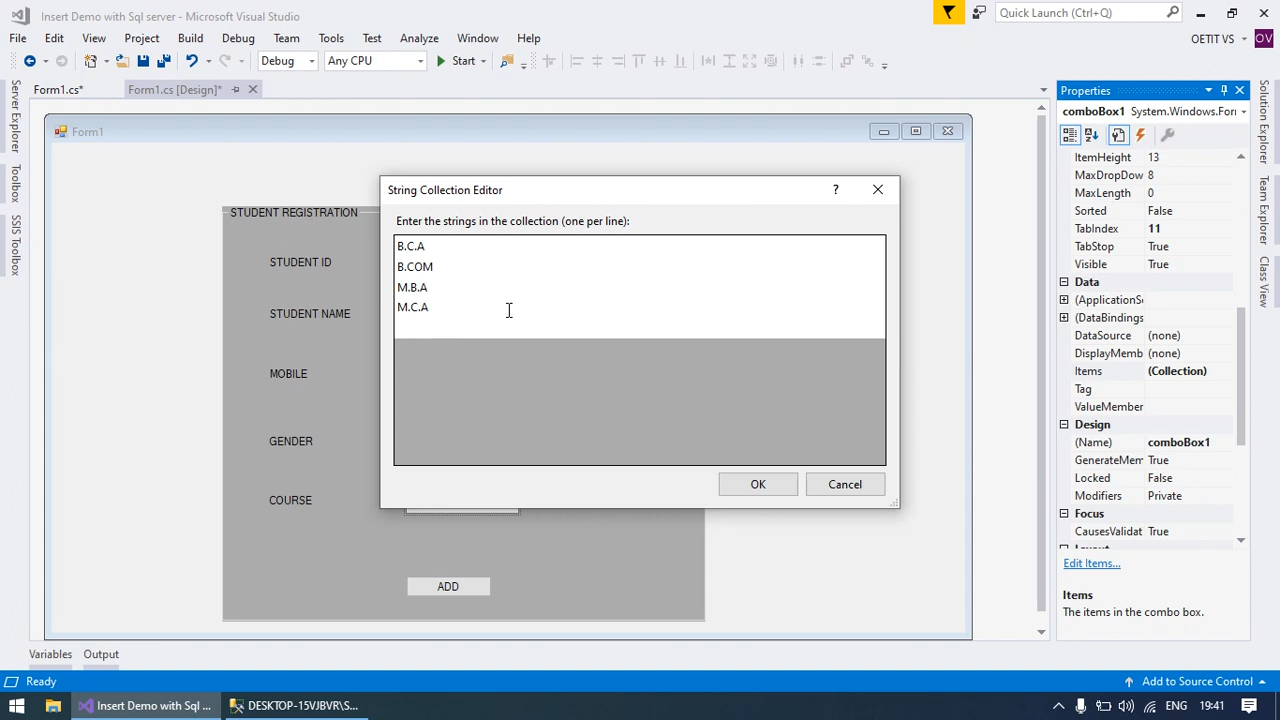 Insert Demo with Sql server - Microsoft Visual Studio
Quick Launch (Ctrl+Q)
File Edit View Project Build Debug Team Tools Test Analyze Window Help
OETIT VS OV
Debug Any CPU Start
Form1.cs* Form1.cs [Design]*
Server Explorer
Toolbox
SSIS Toolbox
Form1
STUDENT REGISTRATION
STUDENT ID
STUDENT NAME
MOBILE
GENDER
COURSE
ADD
String Collection Editor ?
Enter the strings in the collection (one per line):
B.C.A
B.COM
M.B.A
M.C.A
OK Cancel
Properties
comboBox1 System.Windows.Forr
ItemHeight 13
MaxDropDow 8
MaxLength 0
Sorted False
TabIndex 11
TabStop True
Visible True
Data
(ApplicationSe
(DataBindings
DataSource (none)
DisplayMemb (none)
Items (Collection)
Tag
ValueMember
Design
(Name) comboBox1
GenerateMem True
Locked False
Modifiers Private
Focus
CausesValidat True
Edit Items...
Items
The items in the combo box.
Solution Explorer
Team Explorer
Class View
Variables Output
Ready
Add to Source Control
Insert Demo with Sql ...
DESKTOP-15VJBVR\S...
ENG 19:41